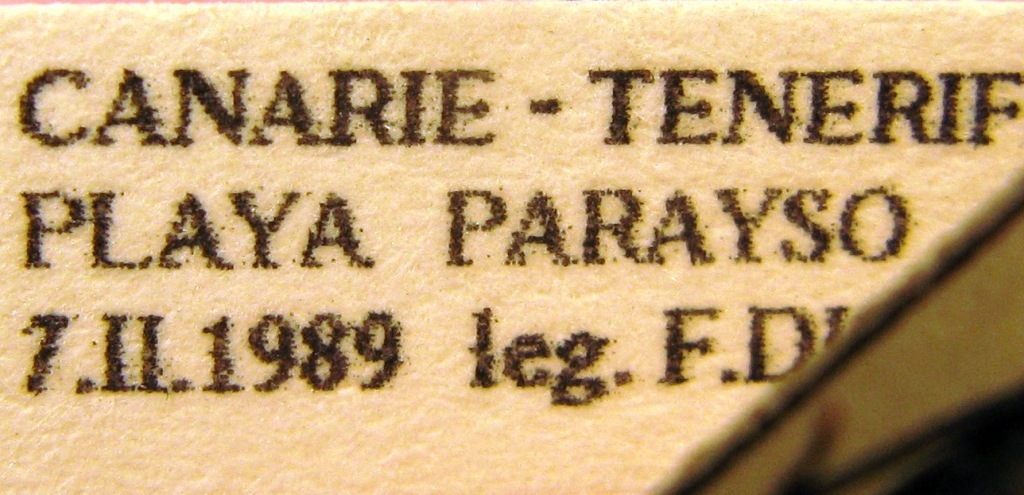 CANARIE - TENERIF
PLAYA PARAYSO
7.II.1989 leg. F.D